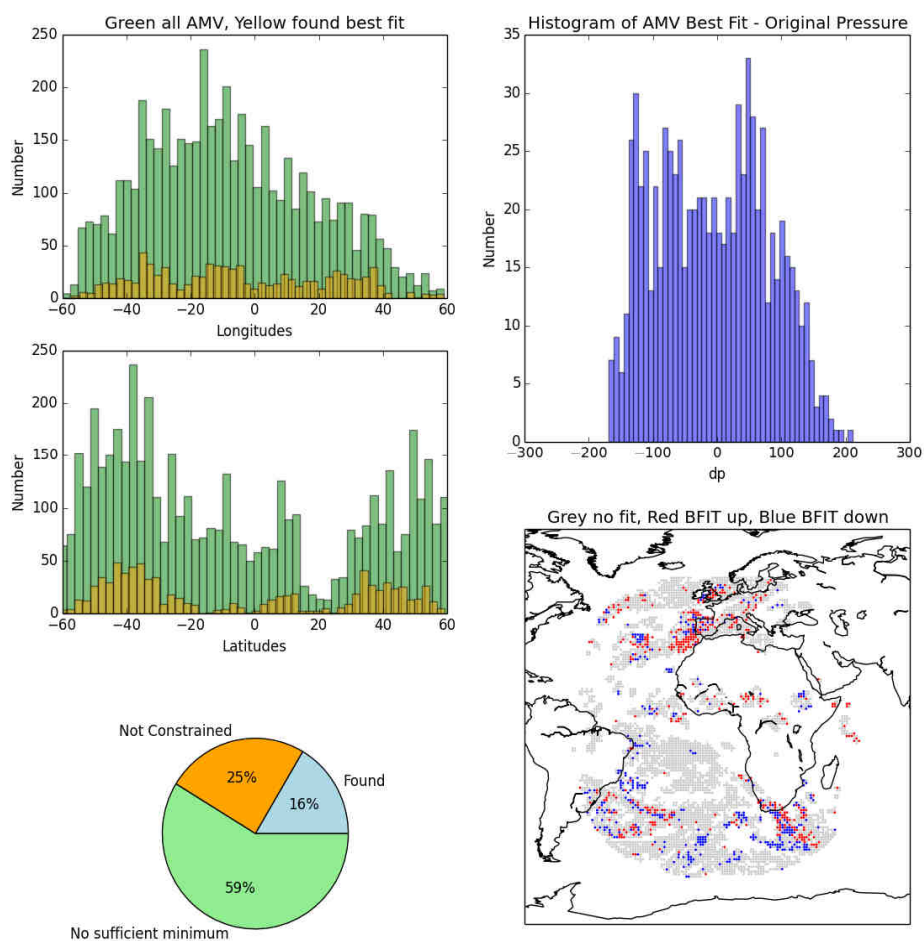 Green all AMV, Yellow found best fit
250
200
150
100
50
0
Number
−60 −40 −20 0 20 40 60
Longitudes
250
200
150
100
50
0
Number
−60 −40 −20 0 20 40 60
Latitudes
Histogram of AMV Best Fit - Original Pressure
35
30
25
20
15
10
5
0
Number
−300 −200 −100 0 100 200 300
dp
Not Constrained
25%
Found
16%
59%
No sufficient minimum
Grey no fit, Red BFIT up, Blue BFIT down